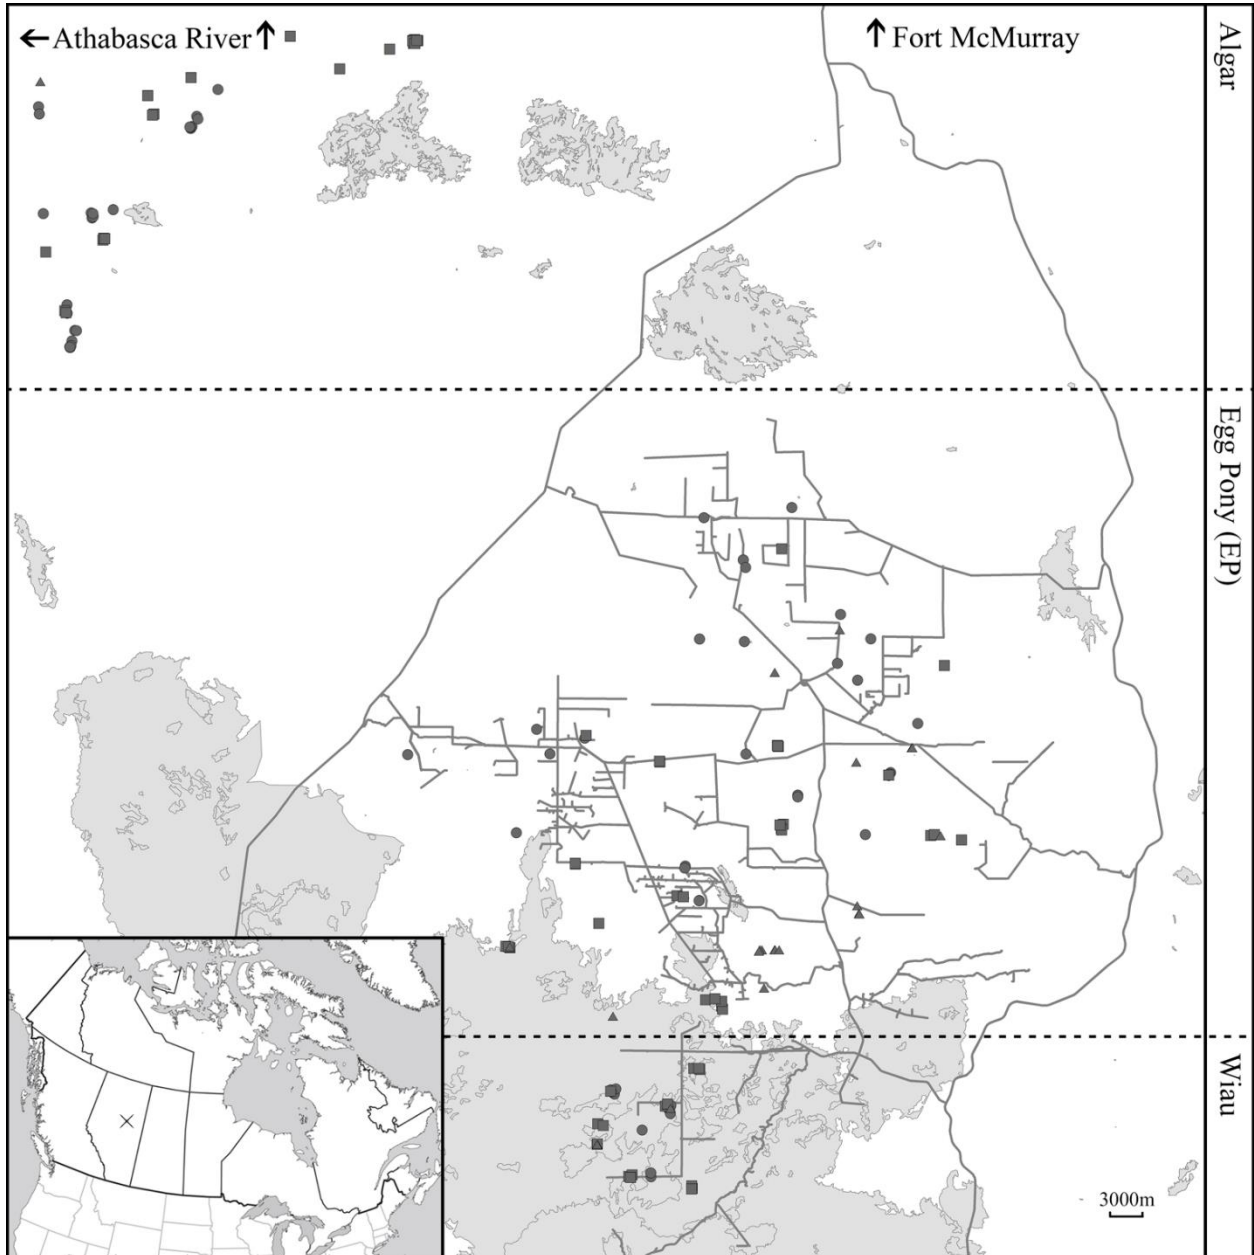 ← Athabasca River ↑
↑ Fort McMurray
Algar
Egg Pony (EP)
Wiau
3000m